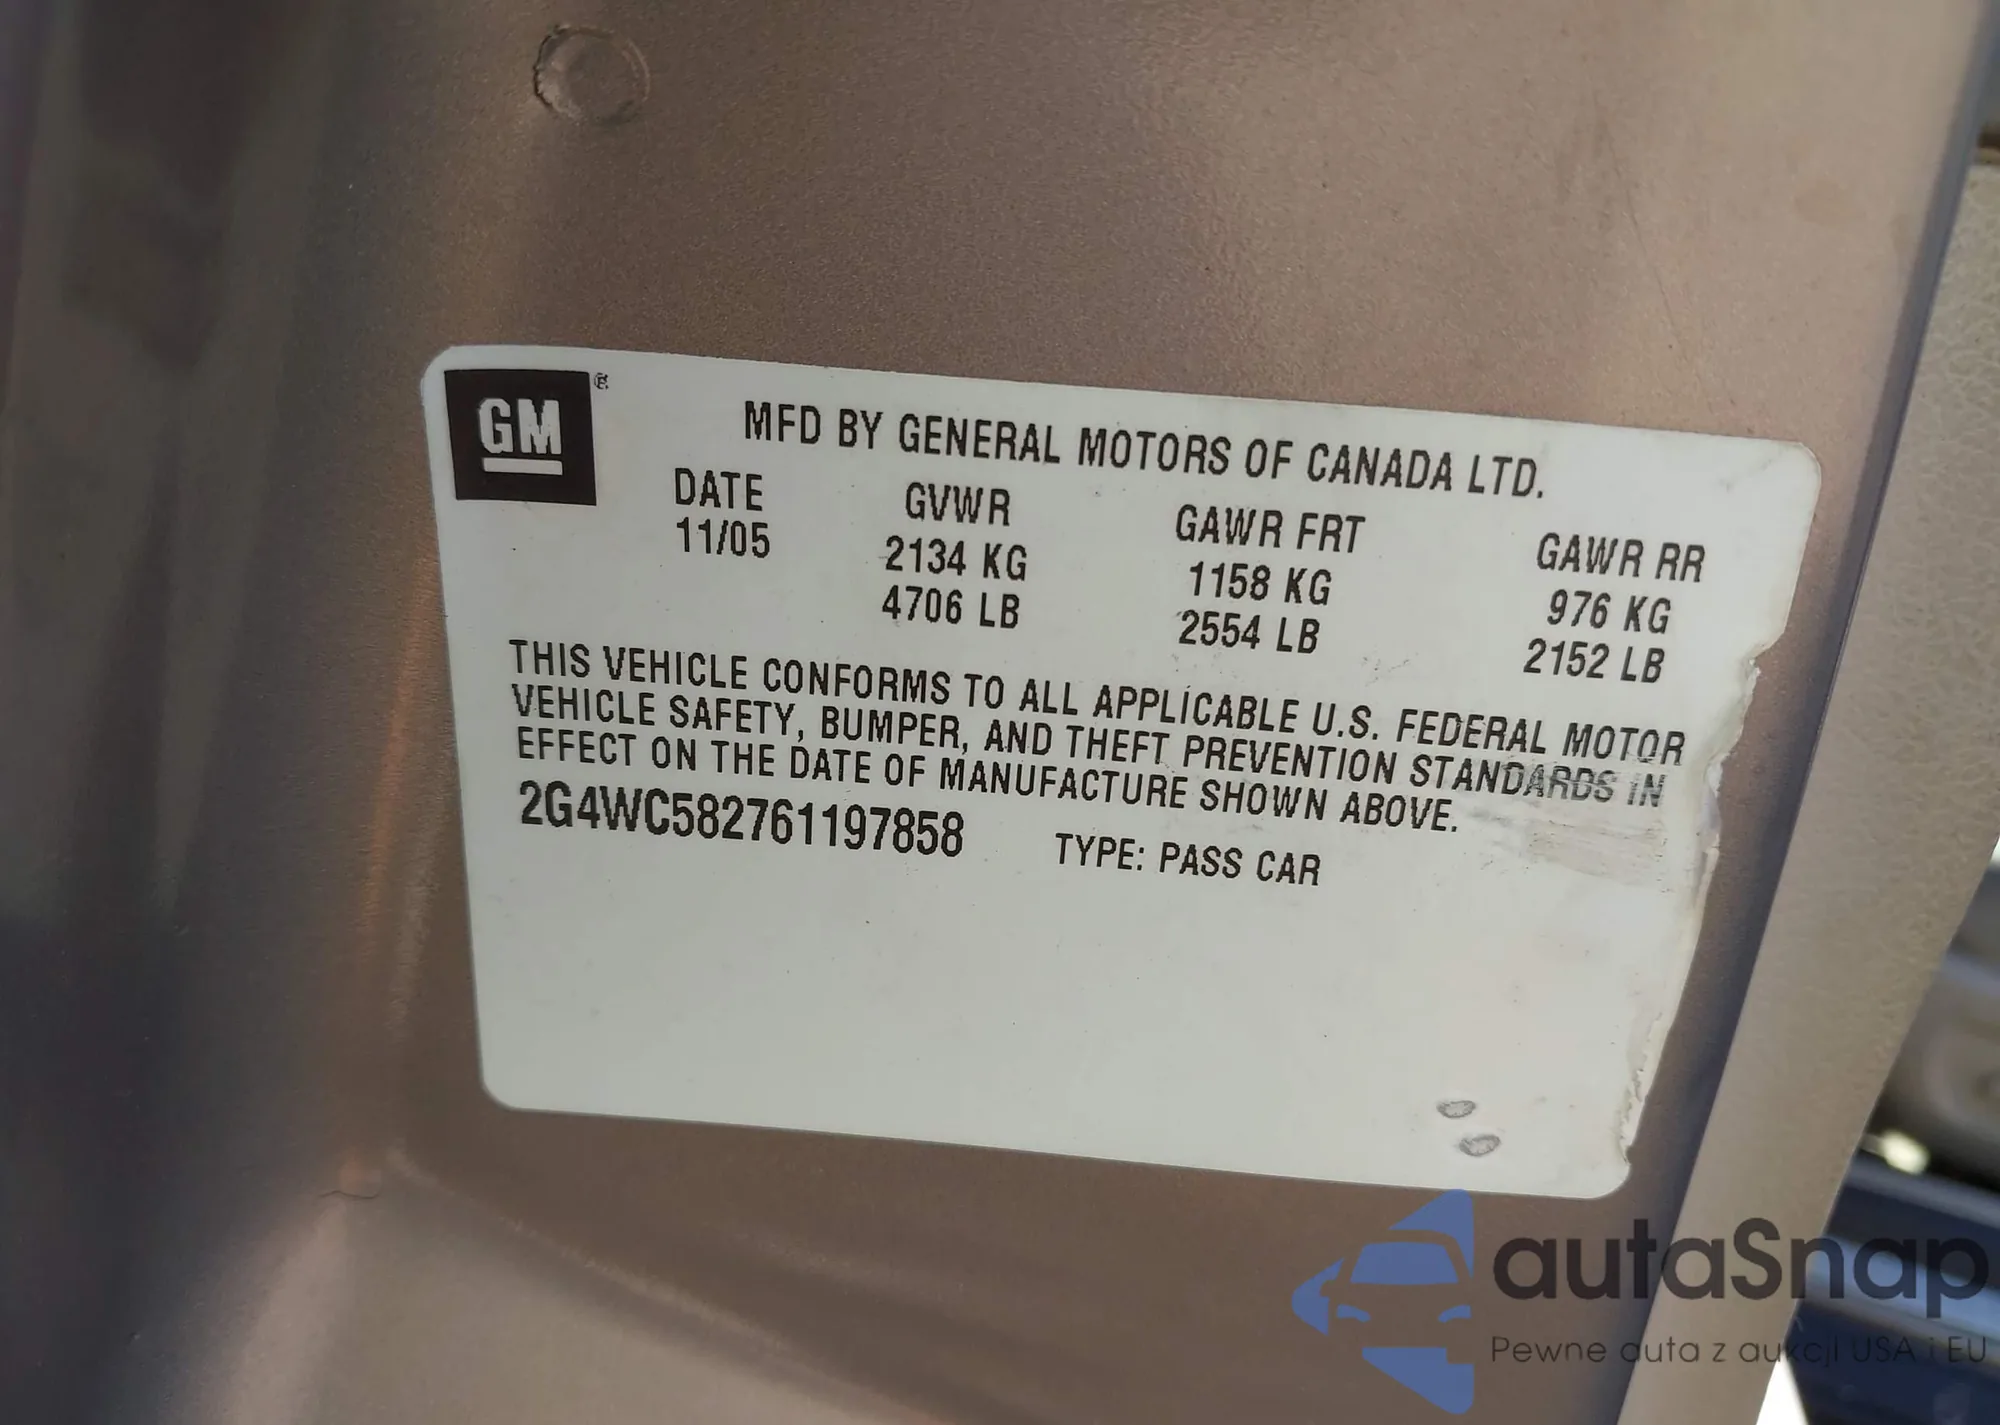 GM ®
MFD BY GENERAL MOTORS OF CANADA LTD.
DATE GVWR GAWR FRT GAWR RR
11/05 2134 KG 1158 KG 976 KG
4706 LB 2554 LB 2152 LB
THIS VEHICLE CONFORMS TO ALL APPLICABLE U.S. FEDERAL MOTOR
VEHICLE SAFETY, BUMPER, AND THEFT PREVENTION STANDARDS IN
EFFECT ON THE DATE OF MANUFACTURE SHOWN ABOVE.
2G4WC582761197858 TYPE: PASS CAR
autaSnap
Pewne auta z aukcji USA i EU